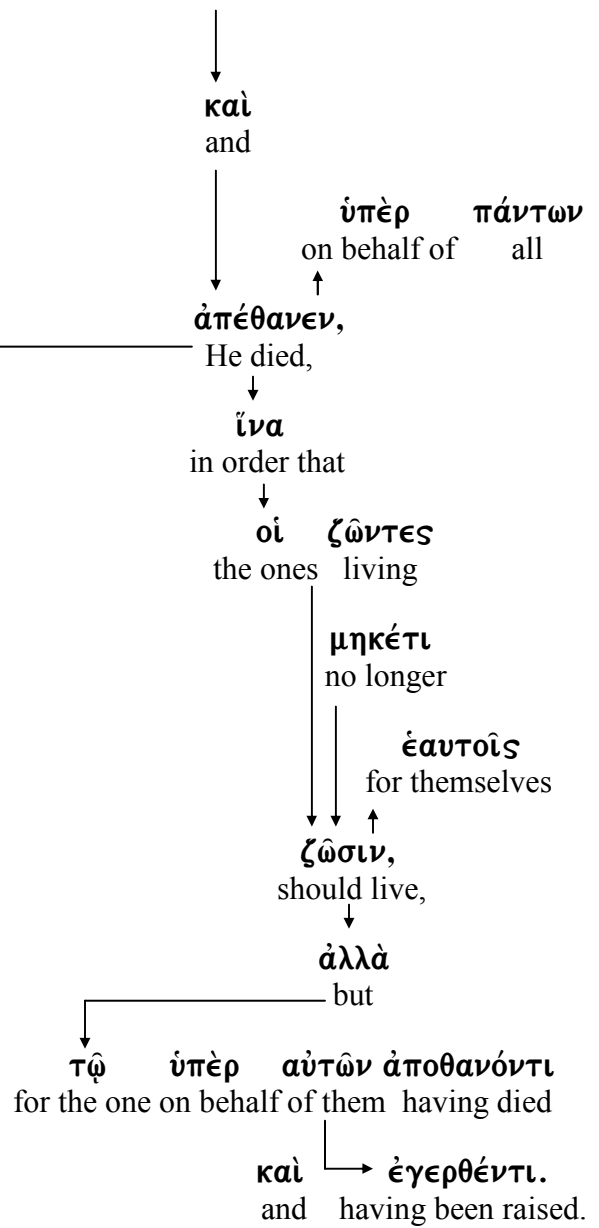 καὶ
and
ὑπὲρ πάντων
on behalf of all
ἀπέθανεν,
He died,
ἵνα
in order that
οἱ ζῶντες
the ones living
μηκέτι
no longer
ἑαυτοῖς
for themselves
ζῶσιν,
should live,
ἀλλὰ
but
τῷ ὑπὲρ αὐτῶν ἀποθανόντι
for the one on behalf of them having died
καὶ ἐγερθέντι.
and having been raised.